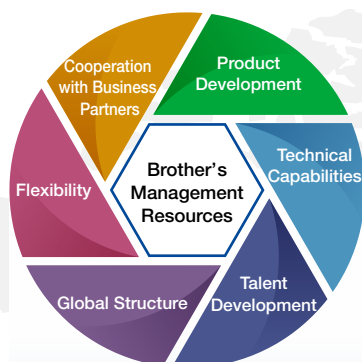 Brother's
Management
Resources
Product
Development
Technical
Capabilities
Talent
Development
Global Structure
Flexibility
Cooperation
with Business
Partners